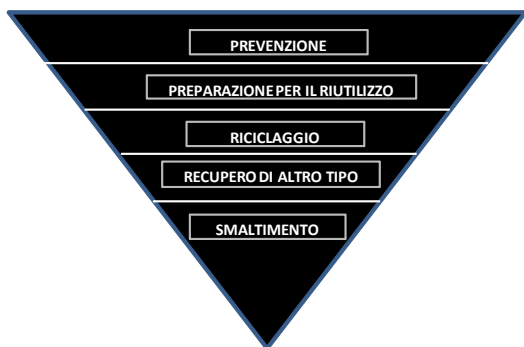 PREVENZIONE
PREPARAZIONE PER IL RIUTILIZZO
RICICLAGGIO
RECUPERO DI ALTRO TIPO
SMALTIMENTO